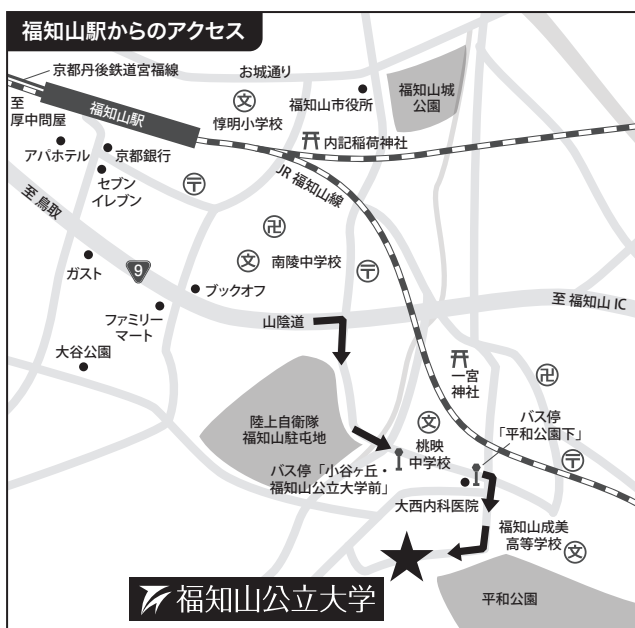 福知山駅からのアクセス
京都丹後鉄道宮福線
至
厚中問屋
福知山駅
お城通り
文
惇明小学校
福知山市役所
福知山城
公園
アパホテル
京都銀行
セブン
イレブン
内記稲荷神社
JR 福知山線
至 鳥取
文
南陵中学校
ガスト
9
ブックオフ
ファミリー
マート
山陰道
至 福知山 IC
大谷公園
一宮
神社
陸上自衛隊
福知山駐屯地
文
桃映
中学校
バス停
「平和公園下」
バス停「小谷ヶ丘・
福知山公立大学前」
大西内科医院
福知山成美
高等学校
文
福知山公立大学
平和公園